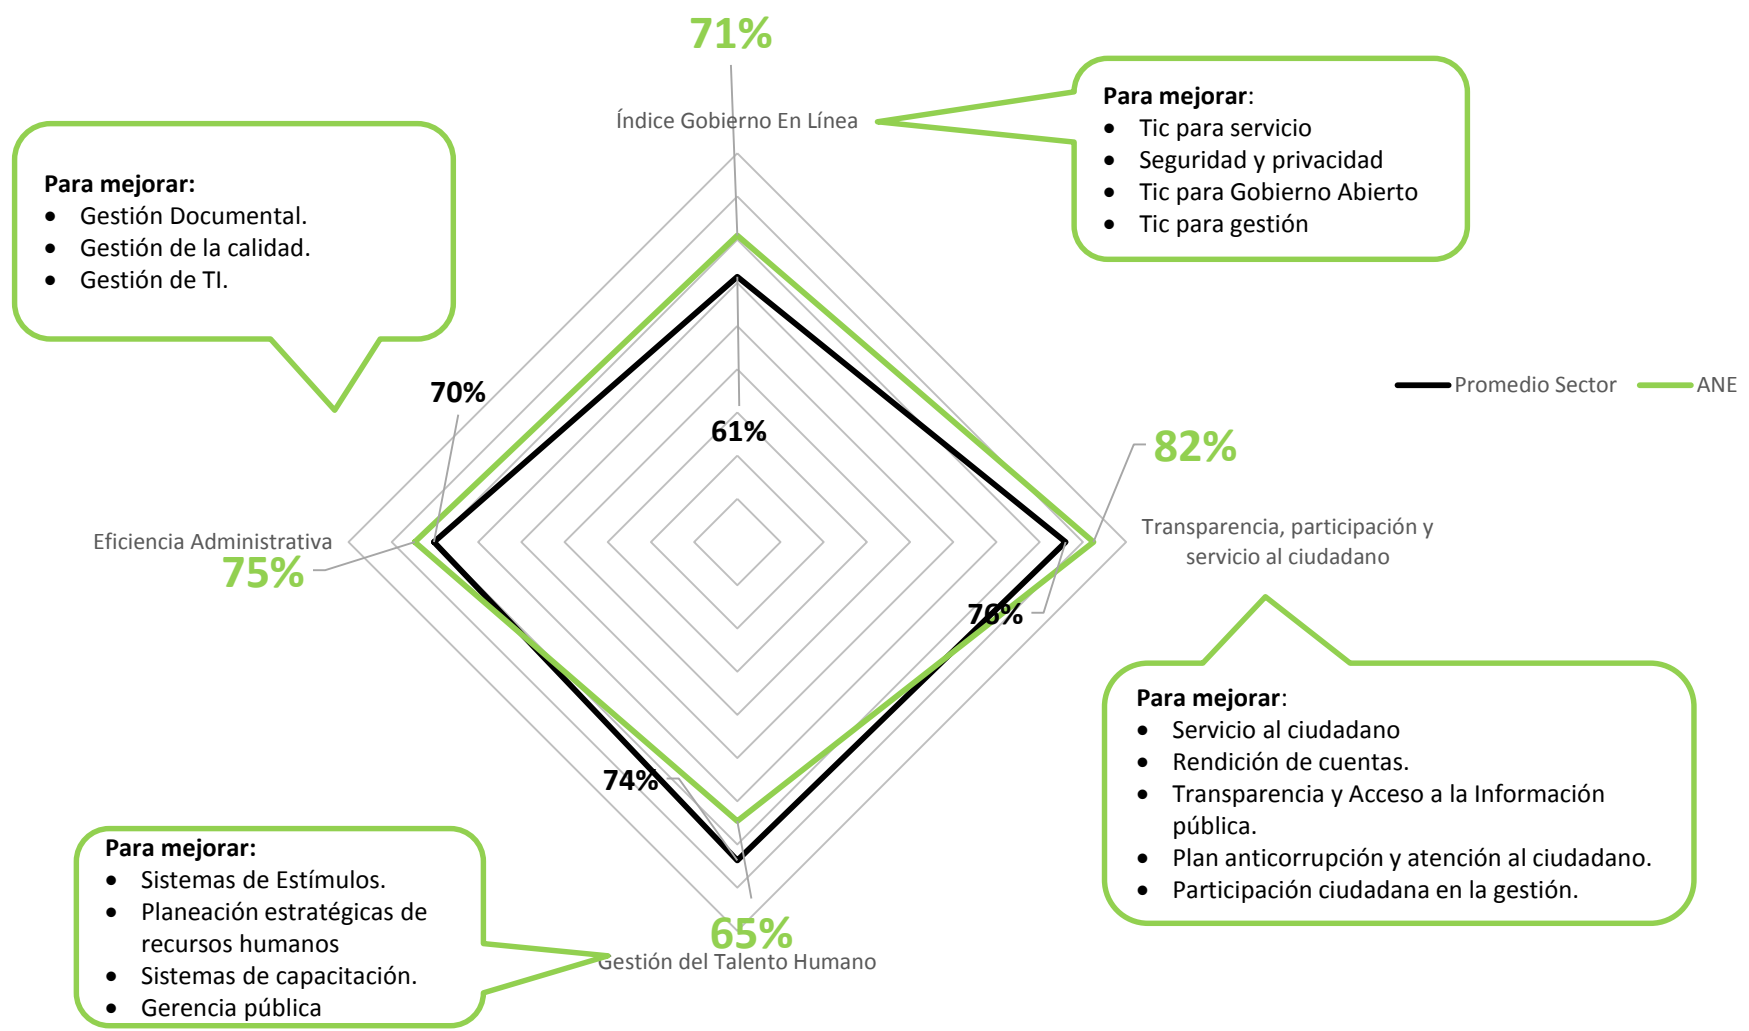 71%
Índice Gobierno En Línea
Para mejorar:
• Tic para servicio
• Seguridad y privacidad
• Tic para Gobierno Abierto
• Tic para gestión
Para mejorar:
• Gestión Documental.
• Gestión de la calidad.
• Gestión de TI.
70%
61%
Promedio Sector
ANE
82%
Eficiencia Administrativa
75%
Transparencia, participación y
servicio al ciudadano
76%
Para mejorar:
• Servicio al ciudadano
• Rendición de cuentas.
• Transparencia y Acceso a la Información
pública.
• Plan anticorrupción y atención al ciudadano.
• Participación ciudadana en la gestión.
74%
Para mejorar:
• Sistemas de Estímulos.
• Planeación estratégicas de
recursos humanos
• Sistemas de capacitación.
• Gerencia pública
65%
Gestión del Talento Humano